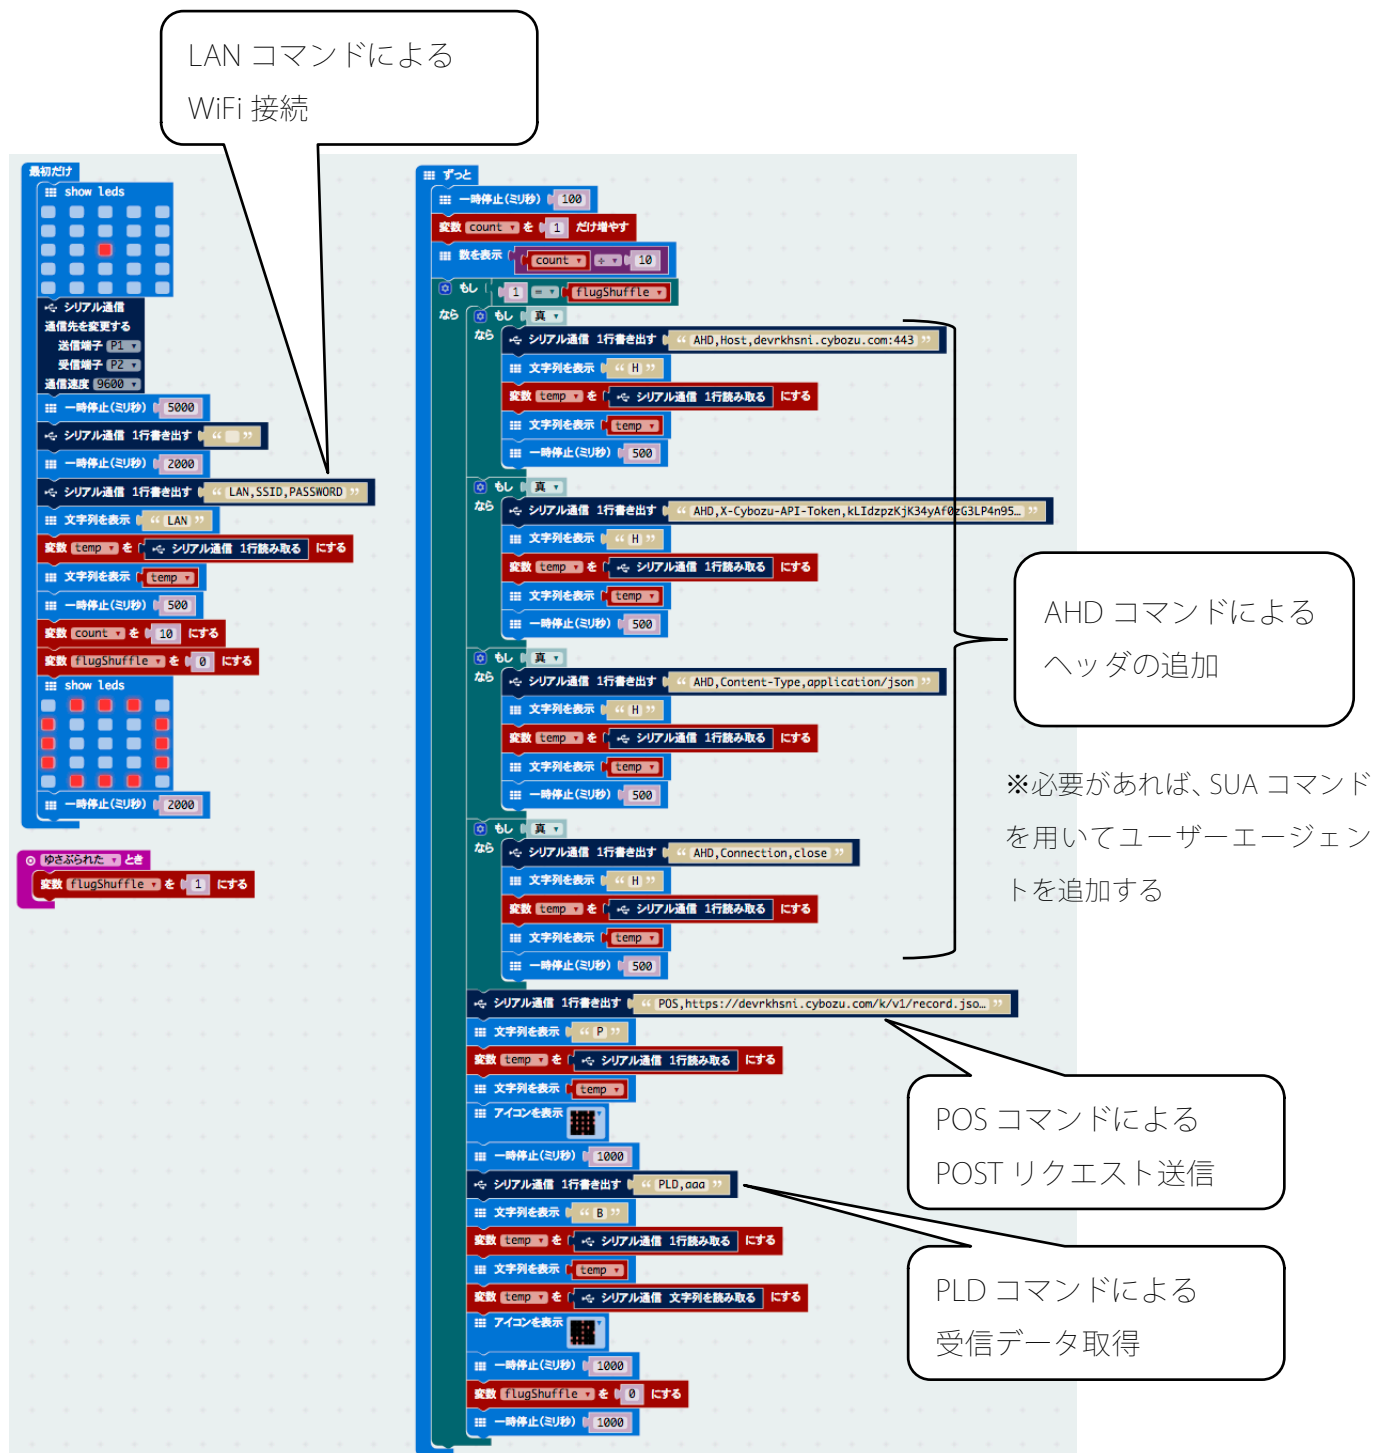 LAN コマンドによる
WiFi 接続
最初だけ
show leds
シリアル通信
通信先を変更する
送信端子 P1
受信端子 P2
通信速度 9600
一時停止(ミリ秒) 5000
シリアル通信 1行書き出す “ ”
一時停止(ミリ秒) 2000
シリアル通信 1行書き出す “ LAN,SSID,PASSWORD ”
文字列を表示 “ LAN ”
変数 temp を シリアル通信 1行読み取る にする
文字列を表示 temp
一時停止(ミリ秒) 500
変数 count を 10 にする
変数 flugShuffle を 0 にする
show leds
一時停止(ミリ秒) 2000
ゆさぶられた とき
変数 flugShuffle を 1 にする
ずっと
一時停止(ミリ秒) 100
変数 count を 1 だけ増やす
数を表示 count ÷ 10
もし 1 = flugShuffle
なら もし 真
なら シリアル通信 1行書き出す “ AHD,Host,devrkhsni.cybozu.com:443 ”
文字列を表示 “ H ”
変数 temp を シリアル通信 1行読み取る にする
文字列を表示 temp
一時停止(ミリ秒) 500
もし 真
なら シリアル通信 1行書き出す “ AHD,X-Cybozu-API-Token,kLIdzpzKjK34yAf0zG3LP4n95… ”
文字列を表示 “ H ”
変数 temp を シリアル通信 1行読み取る にする
文字列を表示 temp
一時停止(ミリ秒) 500
もし 真
なら シリアル通信 1行書き出す “ AHD,Content-Type,application/json ”
文字列を表示 “ H ”
変数 temp を シリアル通信 1行読み取る にする
文字列を表示 temp
一時停止(ミリ秒) 500
もし 真
なら シリアル通信 1行書き出す “ AHD,Connection,close ”
文字列を表示 “ H ”
変数 temp を シリアル通信 1行読み取る にする
文字列を表示 temp
一時停止(ミリ秒) 500
シリアル通信 1行書き出す “ POS,https://devrkhsni.cybozu.com/k/v1/record.jso… ”
文字列を表示 “ P ”
変数 temp を シリアル通信 1行読み取る にする
文字列を表示 temp
アイコンを表示
一時停止(ミリ秒) 1000
シリアル通信 1行書き出す “ PLD,aaa ”
文字列を表示 “ B ”
変数 temp を シリアル通信 1行読み取る にする
文字列を表示 temp
変数 temp を シリアル通信 文字列を読み取る にする
アイコンを表示
一時停止(ミリ秒) 1000
変数 flugShuffle を 0 にする
一時停止(ミリ秒) 1000
AHD コマンドによる
ヘッダの追加
※必要があれば、SUA コマンド
を用いてユーザーエージェン
トを追加する
POS コマンドによる
POST リクエスト送信
PLD コマンドによる
受信データ取得